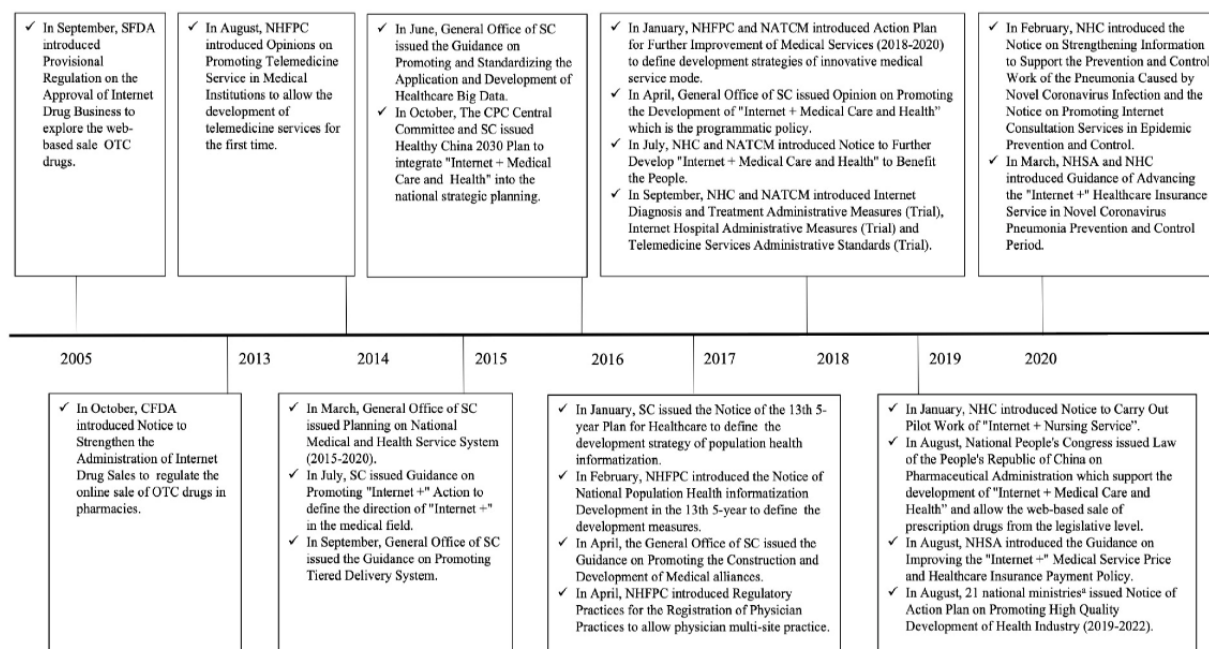 ✓ In September, SFDA
introduced
Provisional
Regulation on the
Approval of Internet
Drug Business to
explore the web-
based sale OTC
drugs.
✓ In August, NHFPC
introduced Opinions on
Promoting Telemedicine
Service in Medical
Institutions to allow the
development of
telemedicine services for
the first time.
✓ In June, General Office of SC
issued the Guidance on
Promoting and Standardizing the
Application and Development of
Healthcare Big Data.
✓ In October, The CPC Central
Committee and SC issued
Healthy China 2030 Plan to
integrate "Internet + Medical
Care and Health" into the
national strategic planning.
✓ In January, NHFPC and NATCM introduced Action Plan
for Further Improvement of Medical Services (2018-2020)
to define development strategies of innovative medical
service mode.
✓ In April, General Office of SC issued Opinion on Promoting
the Development of "Internet + Medical Care and Health"
which is the programmatic policy.
✓ In July, NHC and NATCM introduced Notice to Further
Develop "Internet + Medical Care and Health" to Benefit
the People.
✓ In September, NHC and NATCM introduced Internet
Diagnosis and Treatment Administrative Measures (Trial),
Internet Hospital Administrative Measures (Trial) and
Telemedicine Services Administrative Standards (Trial).
✓ In February, NHC introduced the
Notice on Strengthening Information
to Support the Prevention and Control
Work of the Pneumonia Caused by
Novel Coronavirus Infection and the
Notice on Promoting Internet
Consultation Services in Epidemic
Prevention and Control.
✓ In March, NHSA and NHC
introduced Guidance of Advancing
the "Internet +" Healthcare Insurance
Service in Novel Coronavirus
Pneumonia Prevention and Control
Period.
2005 2013 2014 2015 2016 2017 2018 2019 2020
✓ In October, CFDA
introduced Notice to
Strengthen the
Administration of Internet
Drug Sales to regulate the
online sale of OTC drugs in
pharmacies.
✓ In March, General Office of SC
issued Planning on National
Medical and Health Service System
(2015-2020).
✓ In July, SC issued Guidance on
Promoting "Internet +" Action to
define the direction of "Internet +"
in the medical field.
✓ In September, General Office of SC
issued the Guidance on Promoting
Tiered Delivery System.
✓ In January, SC issued the Notice of the 13th 5-
year Plan for Healthcare to define the
development strategy of population health
informatization.
✓ In February, NHFPC introduced the Notice of
National Population Health informatization
Development in the 13th 5-year to define the
development measures.
✓ In April, the General Office of SC issued the
Guidance on Promoting the Construction and
Development of Medical alliances.
✓ In April, NHFPC introduced Regulatory
Practices for the Registration of Physician
Practices to allow physician multi-site practice.
✓ In January, NHC introduced Notice to Carry Out
Pilot Work of "Internet + Nursing Service".
✓ In August, National People's Congress issued Law
of the People's Republic of China on
Pharmaceutical Administration which support the
development of "Internet + Medical Care and
Health" and allow the web-based sale of
prescription drugs from the legislative level.
✓ In August, NHSA introduced the Guidance on
Improving the "Internet +" Medical Service Price
and Healthcare Insurance Payment Policy.
✓ In August, 21 national ministriesª issued Notice of
Action Plan on Promoting High Quality
Development of Health Industry (2019-2022).